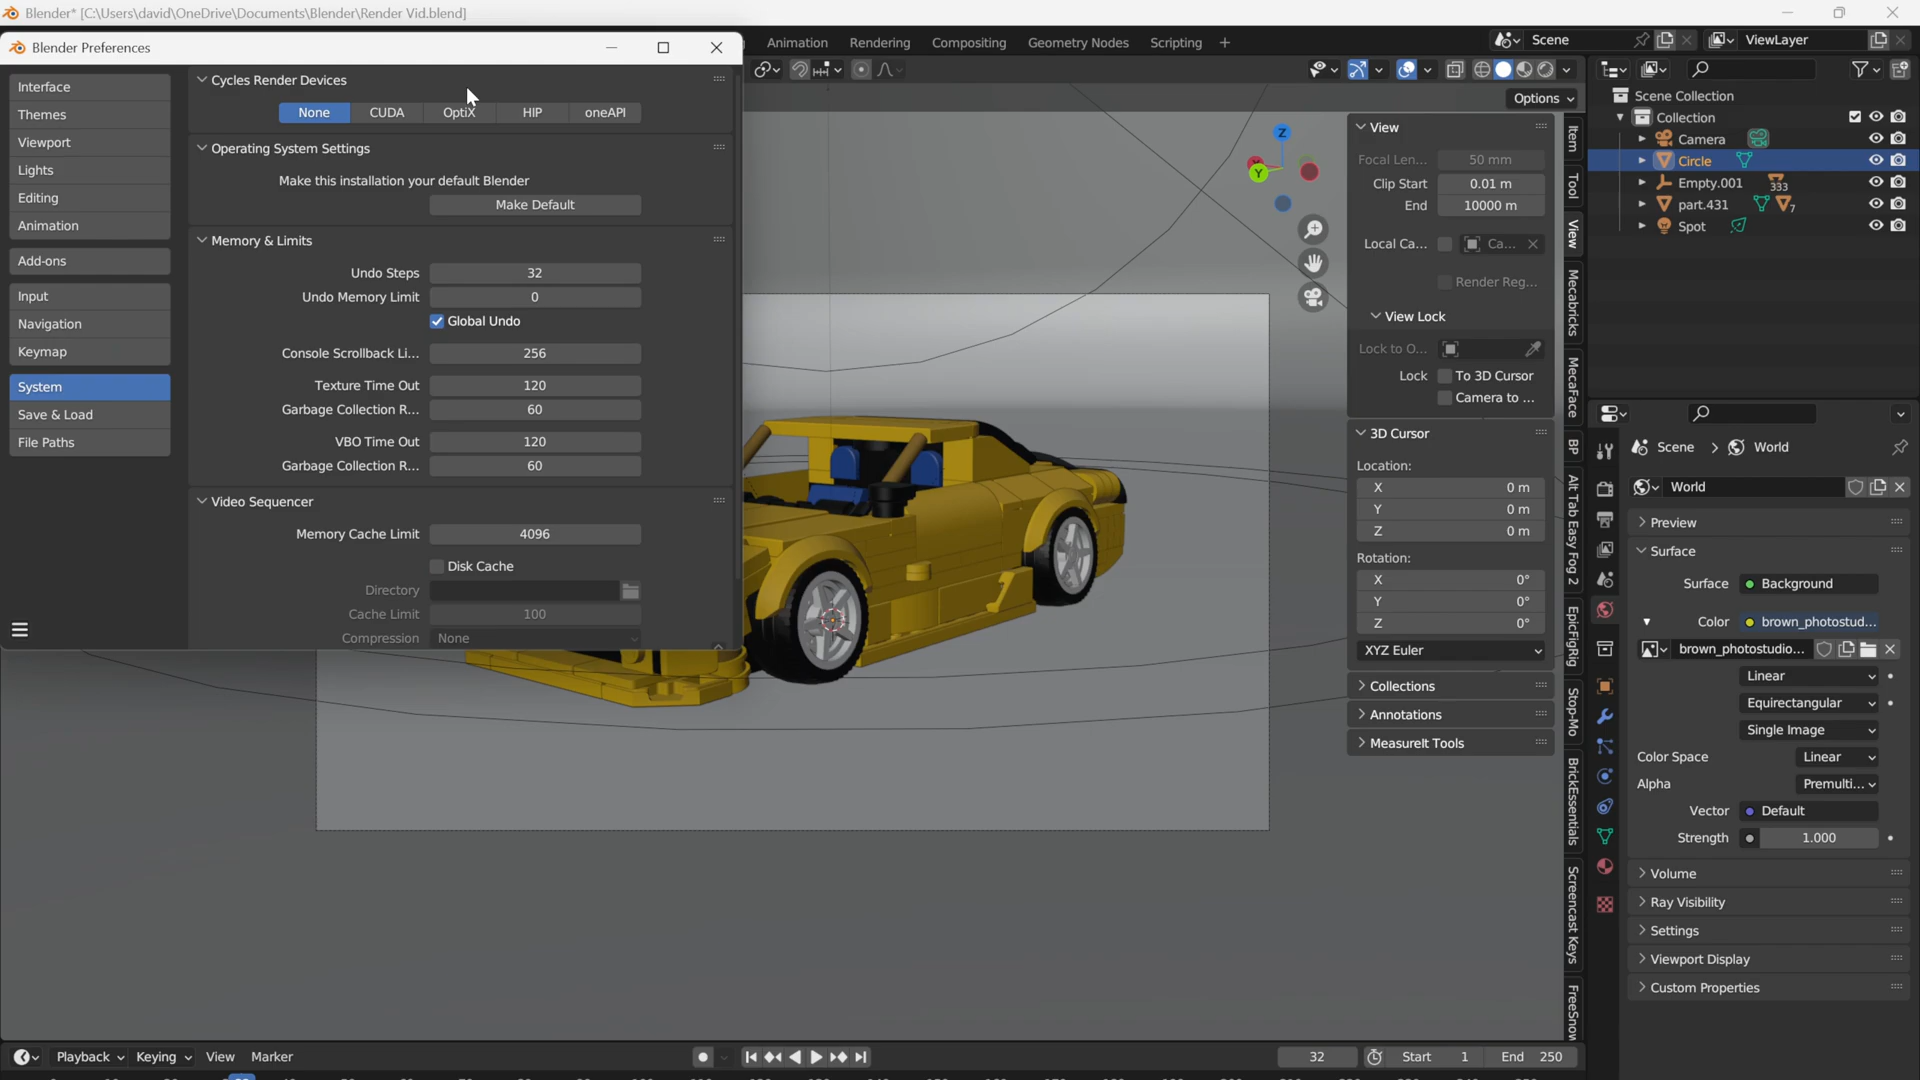 Blender* [C:\Users\david\OneDrive\Documents\Blender\Render Vid.blend]
Blender Preferences
Animation Rendering Compositing Geometry Nodes Scripting +
Scene
ViewLayer
Interface
Themes
Viewport
Lights
Editing
Animation
Add-ons
Input
Navigation
Keymap
System
Save & Load
File Paths
Cycles Render Devices
None CUDA OptiX HIP oneAPI
Operating System Settings
Make this installation your default Blender
Make Default
Memory & Limits
Undo Steps 32
Undo Memory Limit 0
Global Undo
Console Scrollback Li... 256
Texture Time Out 120
Garbage Collection R... 60
VBO Time Out 120
Garbage Collection R... 60
Video Sequencer
Memory Cache Limit 4096
Disk Cache
Directory
Cache Limit 100
Compression None
Options
Z
Y
View
Focal Len... 50 mm
Clip Start 0.01 m
End 10000 m
Local Ca... Ca...
Render Reg...
View Lock
Lock to O...
Lock To 3D Cursor
Camera to ...
3D Cursor
Location:
X 0 m
Y 0 m
Z 0 m
Rotation:
X 0°
Y 0°
Z 0°
XYZ Euler
Collections
Annotations
MeasureIt Tools
Item
Tool
View
Mecabricks
MecaFace
BP
Alt Tab Easy Fog 2
EpicFigRig
Stop-Mo
BrickEssentials
Screencast Keys
FreeSnow
Scene Collection
Collection
Camera
Circle
Empty.001 333
part.431 7
Spot
Scene > World
World
Preview
Surface
Surface Background
Color brown_photostud...
brown_photostudio...
Linear
Equirectangular
Single Image
Color Space Linear
Alpha Premulti...
Vector Default
Strength 1.000
Volume
Ray Visibility
Settings
Viewport Display
Custom Properties
Playback Keying View Marker
32 Start 1 End 250